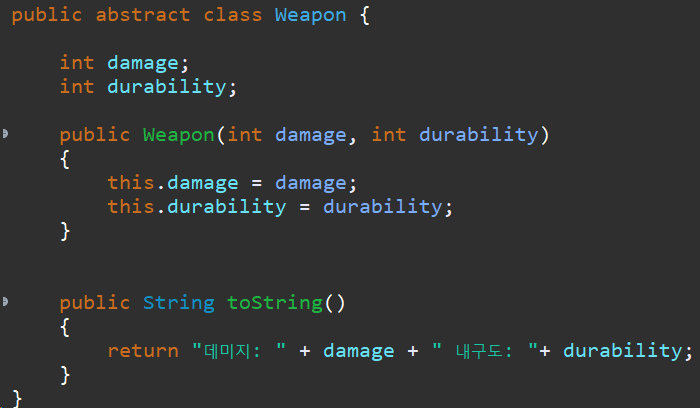 public abstract class Weapon {
int damage;
int durability;
public Weapon(int damage, int durability)
{
this.damage = damage;
this.durability = durability;
}
public String toString()
{
return "데미지: " + damage + " 내구도: "+ durability;
}
}